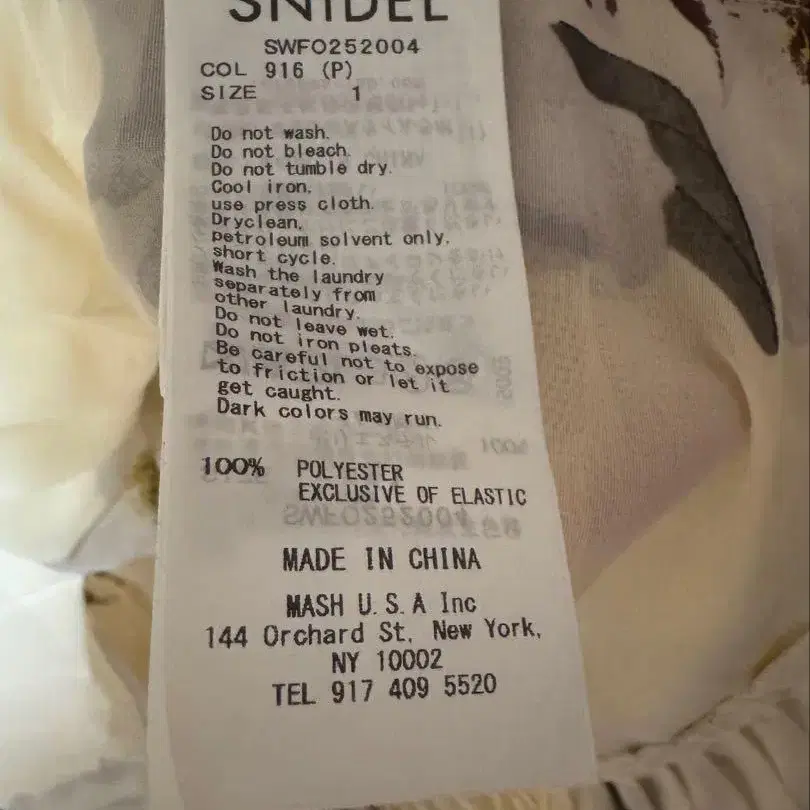 SNIDEL
SWFO252004
COL 916 (P)
SIZE 1
Do not wash.
Do not bleach.
Do not tumble dry.
Cool iron.
use press cloth.
Dryclean,
petroleum solvent only,
short cycle.
Wash the laundry
separately from
other laundry.
Do not leave wet.
Do not iron pleats.
Be careful not to expose
to friction or let it
get caught.
Dark colors may run.
100% POLYESTER
EXCLUSIVE OF ELASTIC
MADE IN CHINA
MASH U.S.A Inc
144 Orchard St, New York,
NY 10002
TEL 917 409 5520